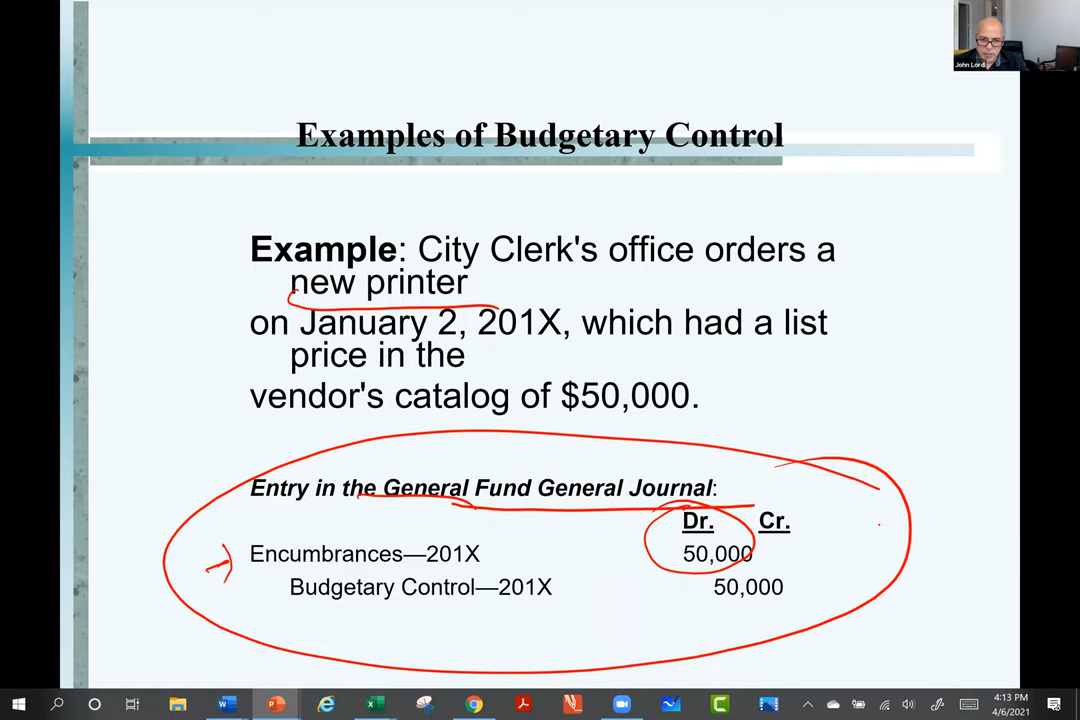 John Lord
Examples of Budgetary Control
Example: City Clerk's office orders a
new printer
on January 2, 201X, which had a list
price in the
vendor's catalog of $50,000.
Entry in the General Fund General Journal:
Dr. Cr.
Encumbrances—201X 50,000
Budgetary Control—201X 50,000
4:13 PM
4/6/2021